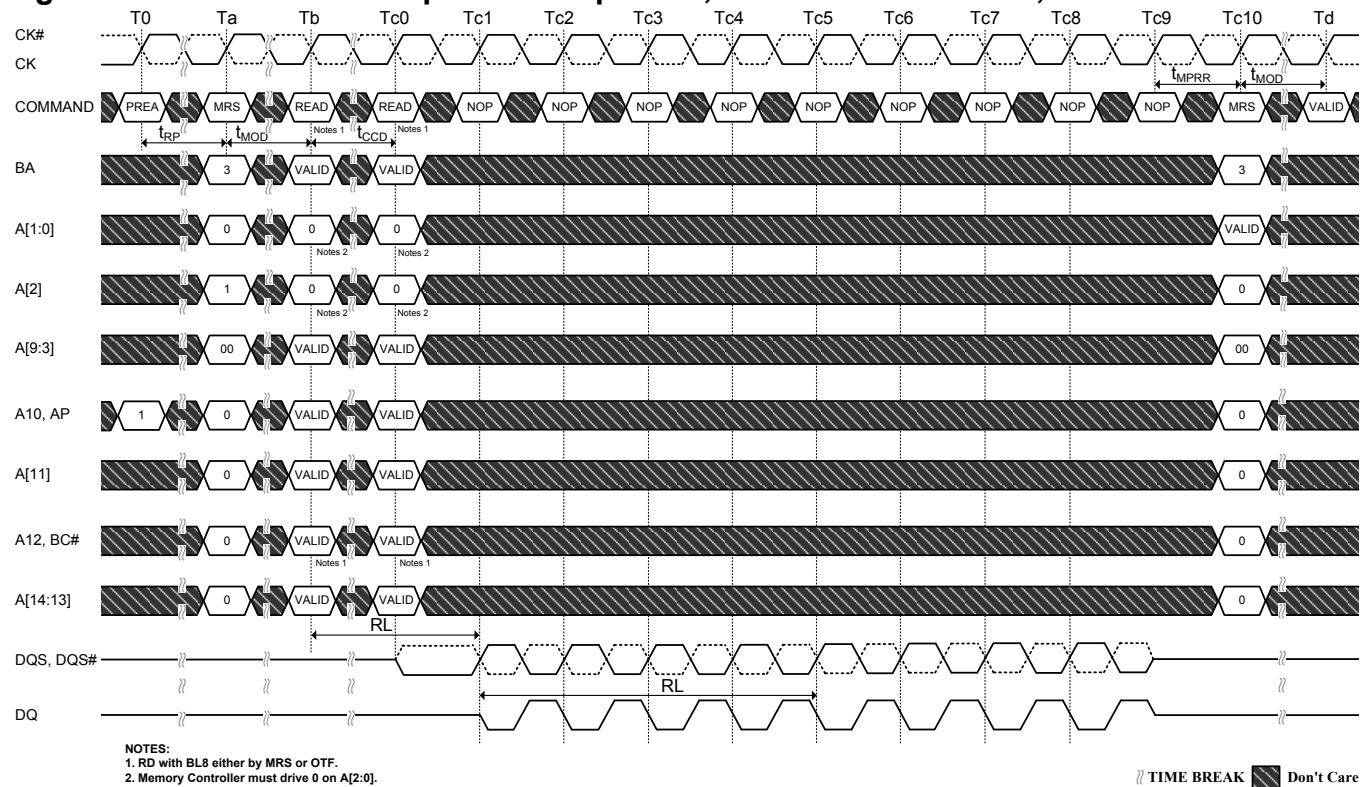 T0 Ta Tb Tc0 Tc1 Tc2 Tc3 Tc4 Tc5 Tc6 Tc7 Tc8 Tc9 Tc10 Td
CK#
CK
tMPRR tMOD
COMMAND PREA MRS READ READ NOP NOP NOP NOP NOP NOP NOP NOP NOP MRS VALID
Notes 1 Notes 1
tRP tMOD tCCD
BA 3 VALID VALID 3
A[1:0] 0 0 0 VALID
Notes 2 Notes 2
A[2] 1 0 0 0
Notes 2 Notes 2
A[9:3] 00 VALID VALID 00
A10, AP 1 0 VALID VALID 0
A[11] 0 VALID VALID 0
A12, BC# 0 VALID VALID 0
Notes 1 Notes 1
A[14:13] 0 VALID VALID 0
RL
DQS, DQS#
RL
DQ
NOTES:
1. RD with BL8 either by MRS or OTF.
2. Memory Controller must drive 0 on A[2:0].
TIME BREAK Don't Care